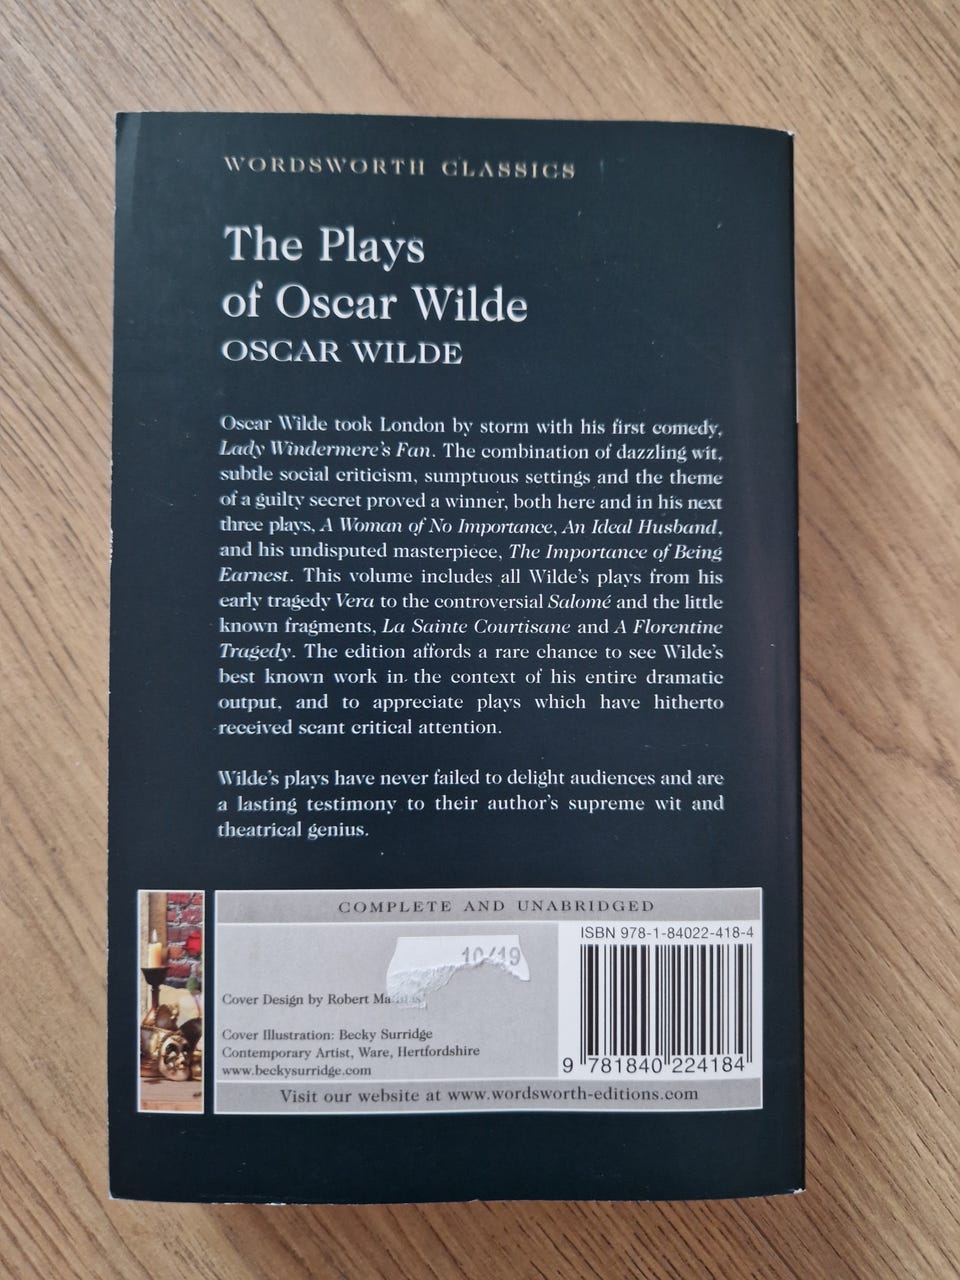 WORDSWORTH CLASSICS
The Plays
of Oscar Wilde
OSCAR WILDE
Oscar Wilde took London by storm with his first comedy,
Lady Windermere's Fan. The combination of dazzling wit,
subtle social criticism, sumptuous settings and the theme
of a guilty secret proved a winner, both here and in his next
three plays, A Woman of No Importance, An Ideal Husband,
and his undisputed masterpiece, The Importance of Being
Earnest. This volume includes all Wilde's plays from his
early tragedy Vera to the controversial Salomé and the little
known fragments, La Sainte Courtisane and A Florentine
Tragedy. The edition affords a rare chance to see Wilde's
best known work in the context of his entire dramatic
output, and to appreciate plays which have hitherto
received scant critical attention.
Wilde's plays have never failed to delight audiences and are
a lasting testimony to their author's supreme wit and
theatrical genius.
COMPLETE AND UNABRIDGED
10/19
Cover Design by Robert
Cover Illustration: Becky Surridge
Contemporary Artist, Ware, Hertfordshire
www.beckysurridge.com
ISBN 978-1-84022-418-4
9 781840 224184
Visit our website at www.wordsworth-editions.com